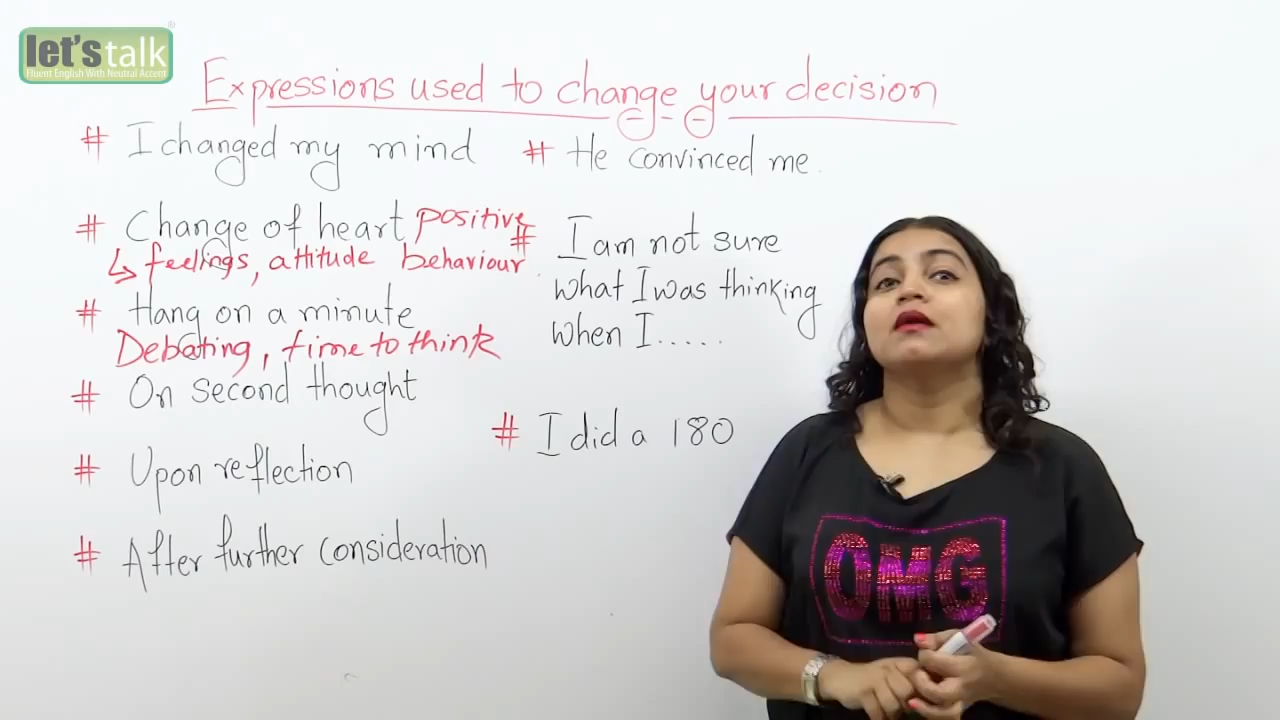 let's talk
Fluent English With Neutral Accent
Expressions used to change your decision
# I changed my mind
# Change of heart positive
↳ feelings, attitude behaviour.
# Hang on a minute
Debating, time to think
# On second thought
# Upon reflection
# After further consideration
# He convinced me.
# I am not sure
what I was thinking
when I.....
# I did a 180
OMG